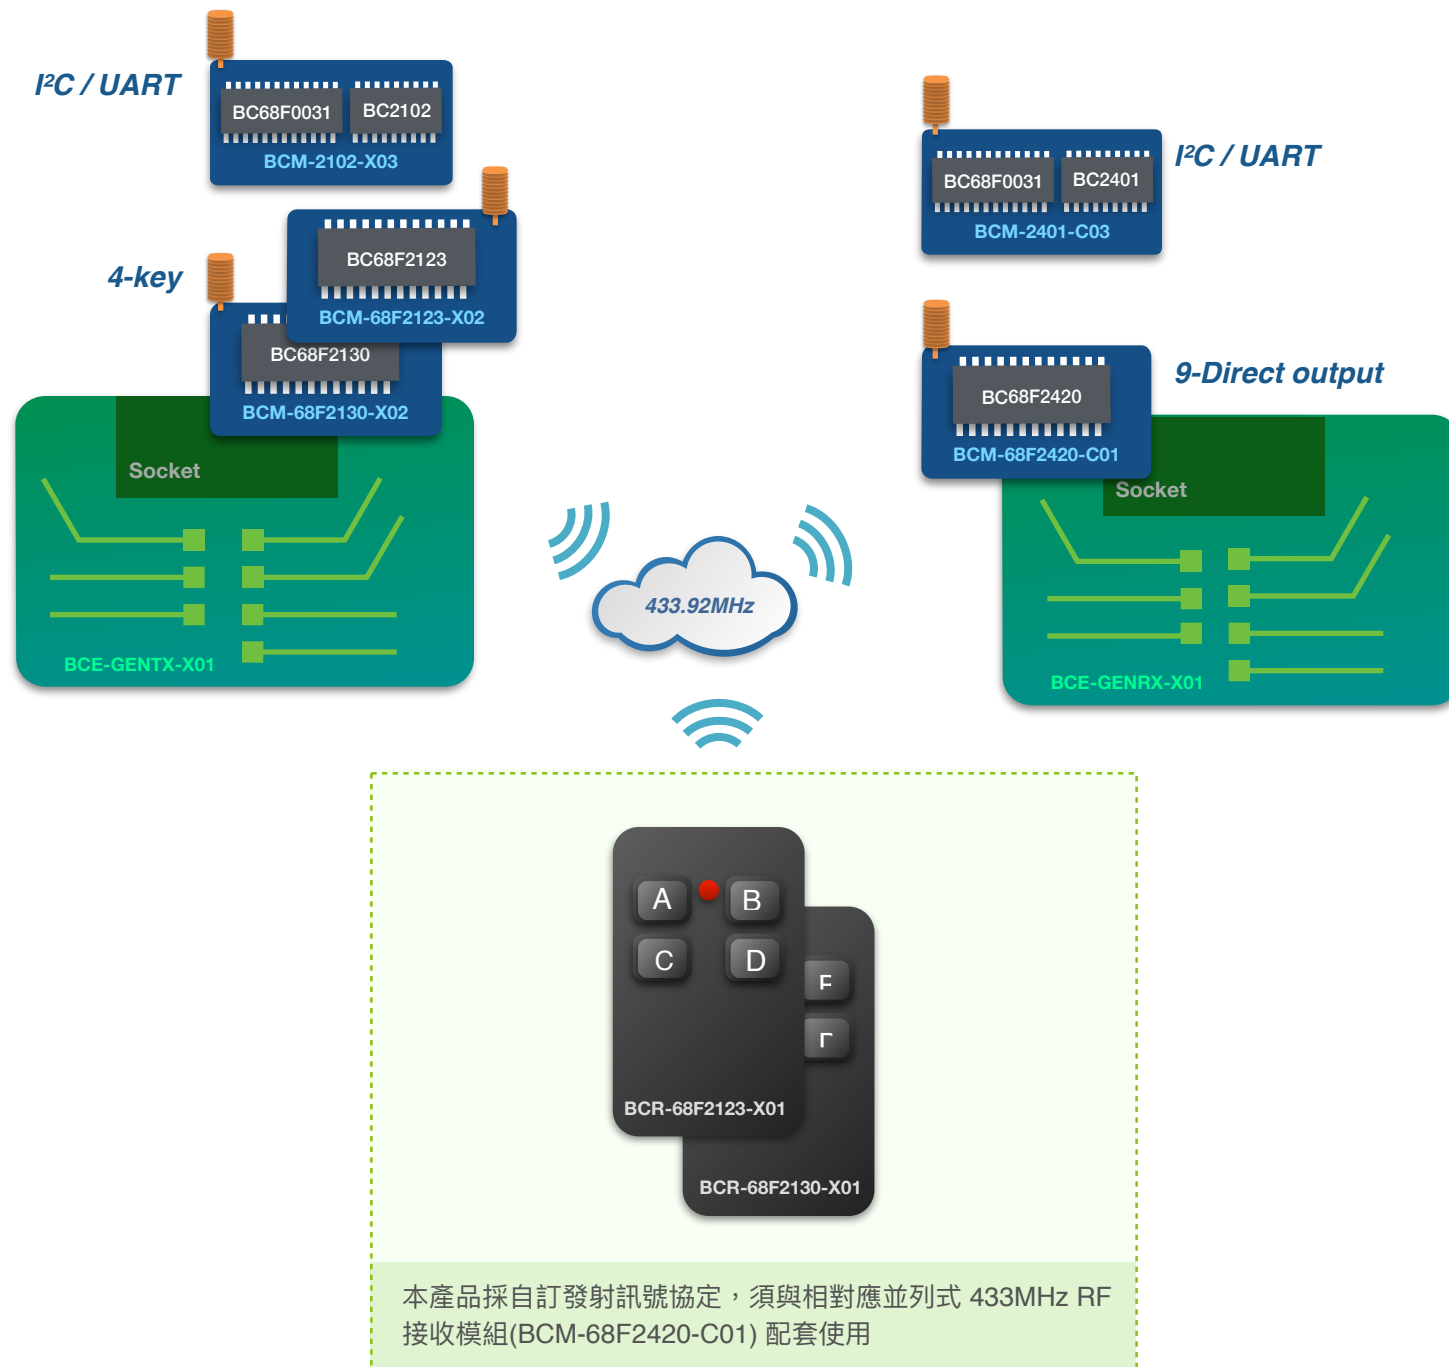 I²C / UART
BC68F0031
BC2102
BCM-2102-X03
BC68F2123
BCM-68F2123-X02
4-key
BC68F2130
BCM-68F2130-X02
Socket
BCE-GENTX-X01
I²C / UART
BC68F0031
BC2401
BCM-2401-C03
9-Direct output
BC68F2420
BCM-68F2420-C01
Socket
BCE-GENRX-X01
433.92MHz
A
B
C
D
BCR-68F2123-X01
BCR-68F2130-X01
本產品採自訂發射訊號協定，須與相對應並列式 433MHz RF
接收模組(BCM-68F2420-C01) 配套使用